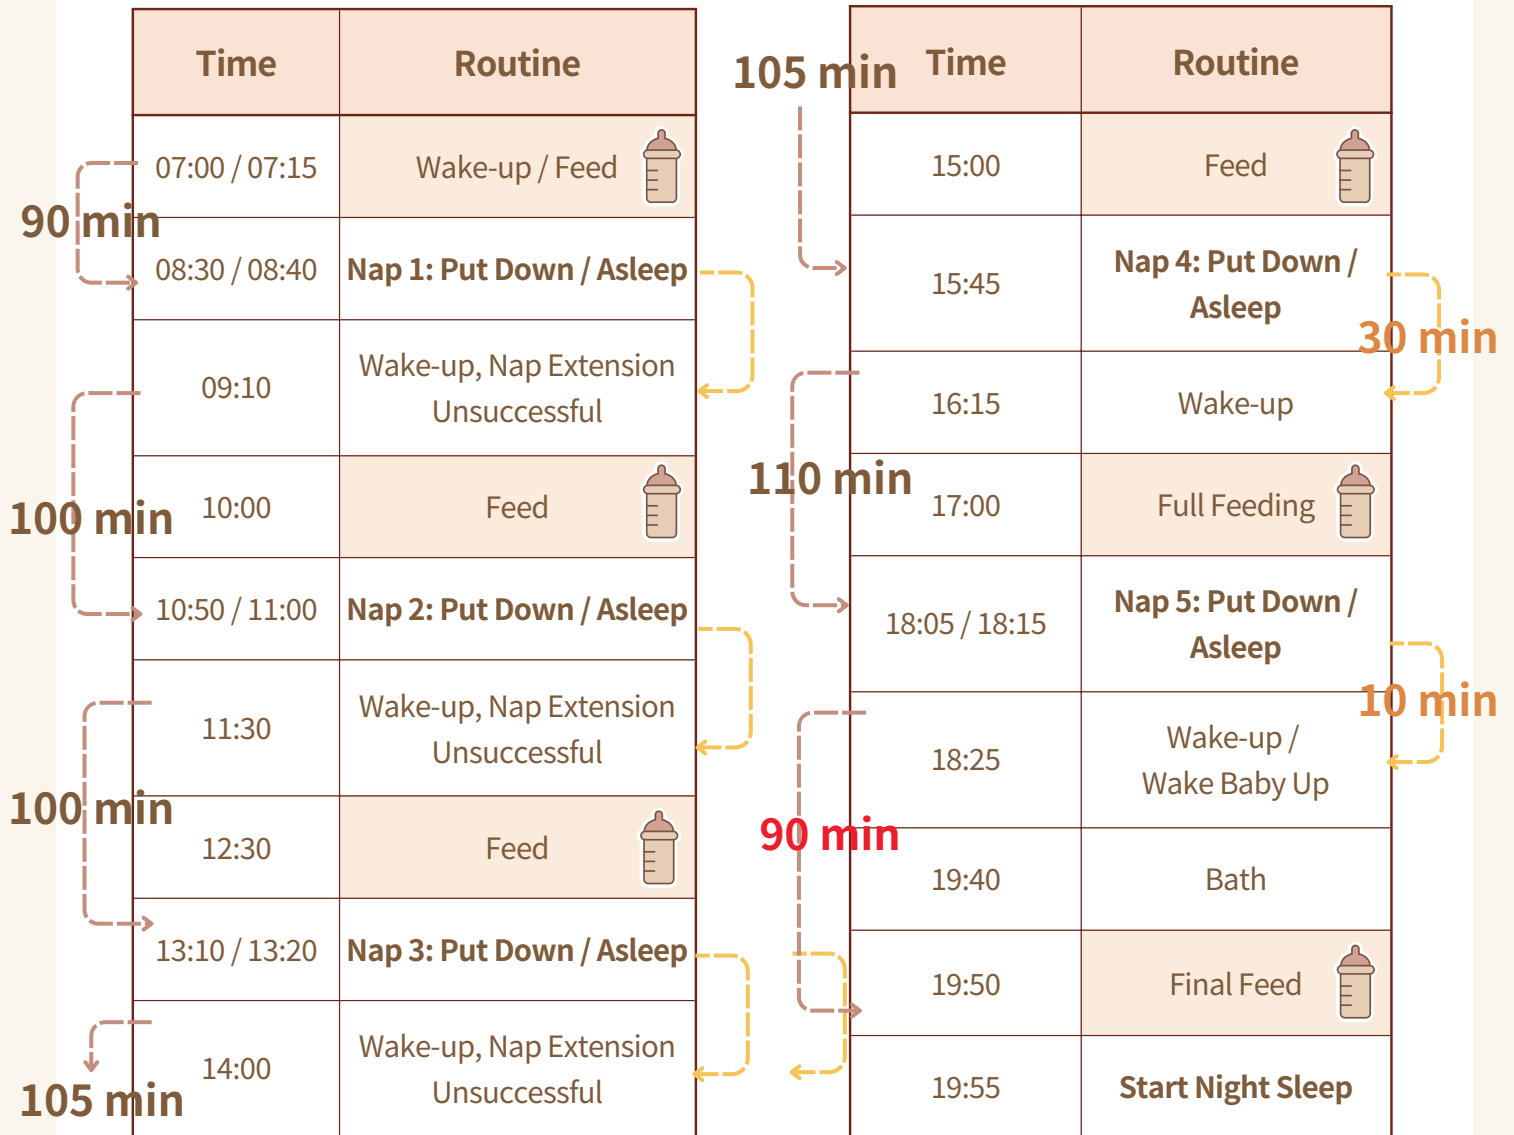 Time Routine
07:00 / 07:15 Wake-up / Feed
90 min
08:30 / 08:40 Nap 1: Put Down / Asleep
09:10 Wake-up, Nap Extension
Unsuccessful
100 min
10:00 Feed
10:50 / 11:00 Nap 2: Put Down / Asleep
11:30 Wake-up, Nap Extension
Unsuccessful
100 min
12:30 Feed
13:10 / 13:20 Nap 3: Put Down / Asleep
14:00 Wake-up, Nap Extension
Unsuccessful
105 min
105 min
Time Routine
15:00 Feed
15:45 Nap 4: Put Down /
Asleep
30 min
16:15 Wake-up
110 min
17:00 Full Feeding
18:05 / 18:15 Nap 5: Put Down /
Asleep
10 min
18:25 Wake-up /
Wake Baby Up
90 min
19:40 Bath
19:50 Final Feed
19:55 Start Night Sleep